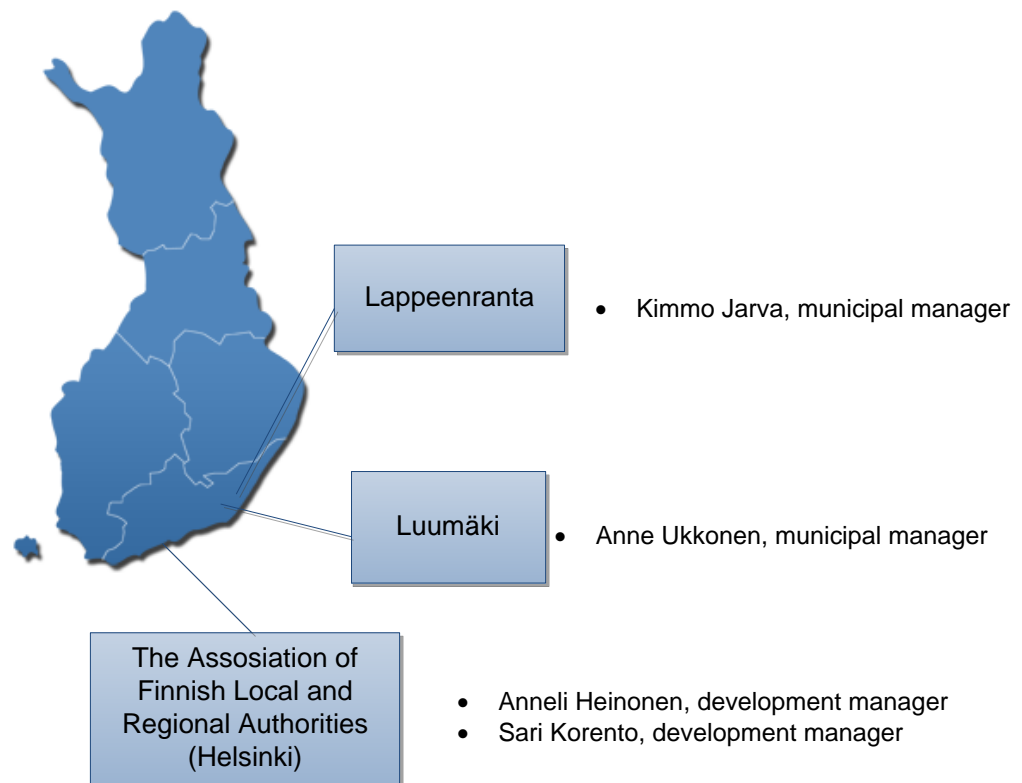 Lappeenranta
• Kimmo Jarva, municipal manager
Luumäki
• Anne Ukkonen, municipal manager
The Assosiation of
Finnish Local and
Regional Authorities
(Helsinki)
• Anneli Heinonen, development manager
• Sari Korento, development manager